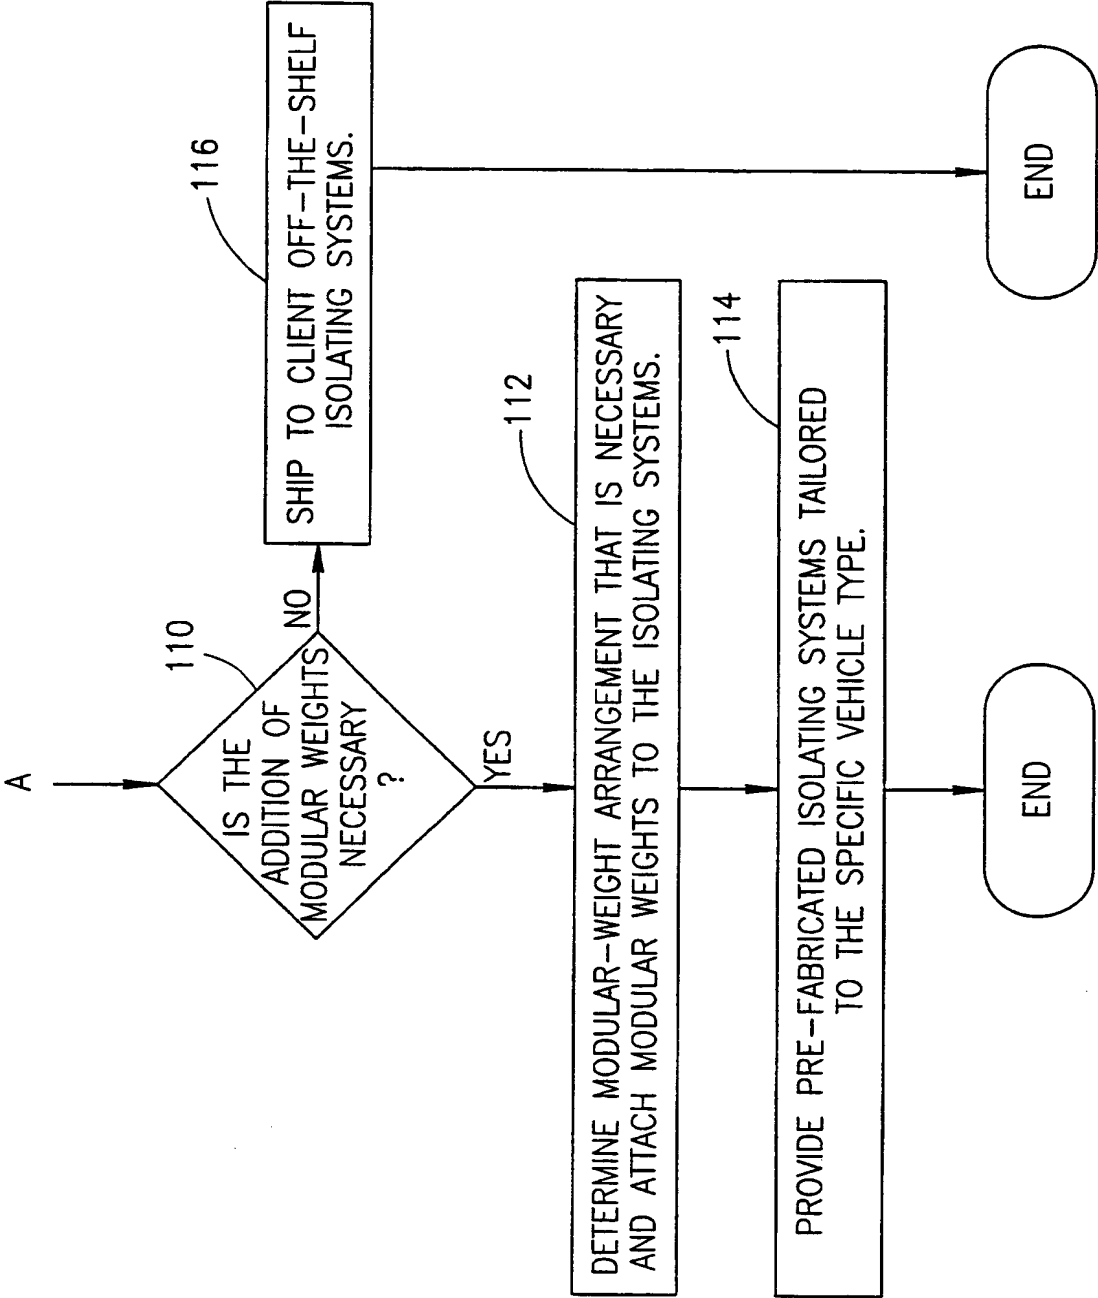 A
110
IS THE
ADDITION OF
MODULAR WEIGHTS
NECESSARY
?
NO
116
SHIP TO CLIENT OFF-THE-SHELF
ISOLATING SYSTEMS.
YES
112
DETERMINE MODULAR-WEIGHT ARRANGEMENT THAT IS NECESSARY
AND ATTACH MODULAR WEIGHTS TO THE ISOLATING SYSTEMS.
114
PROVIDE PRE-FABRICATED ISOLATING SYSTEMS TAILORED
TO THE SPECIFIC VEHICLE TYPE.
END
END